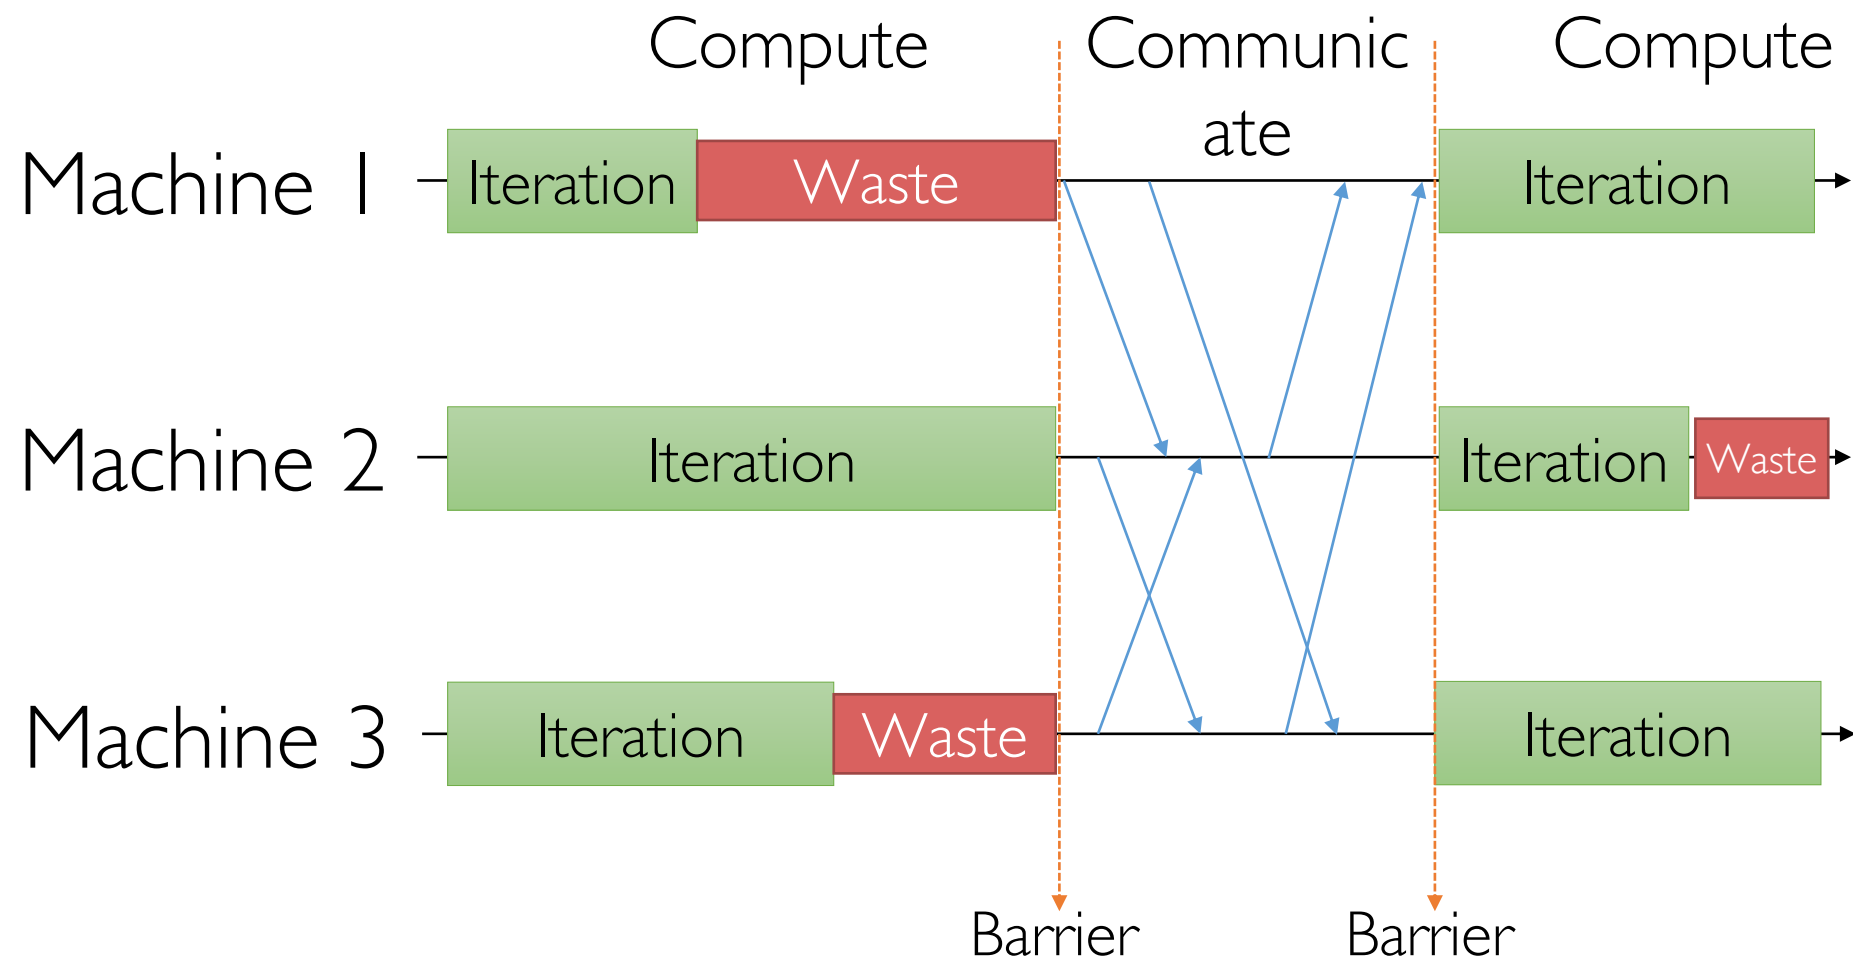 Compute Communic Compute
ate
Machine 1 Iteration Waste Iteration
Machine 2 Iteration Iteration Waste
Machine 3 Iteration Waste Iteration
Barrier Barrier